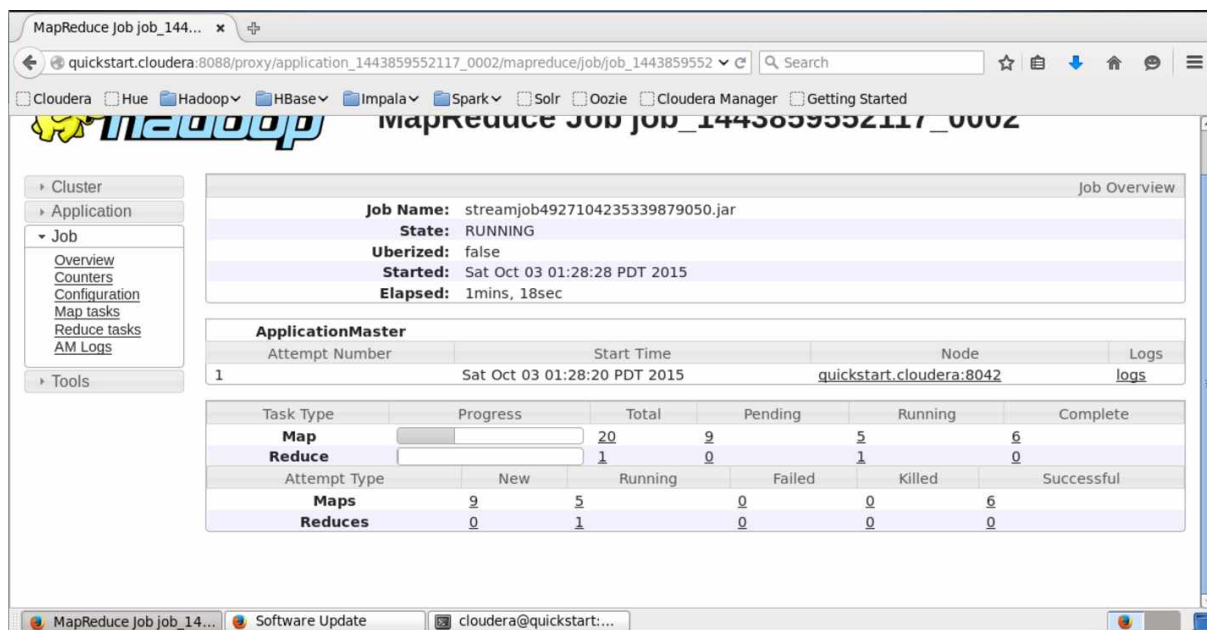 MapReduce Job job_144...
quickstart.cloudera:8088/proxy/application_1443859552117_0002/mapreduce/job/job_1443859552 Search
Cloudera Hue Hadoop HBase Impala Spark Solr Oozie Cloudera Manager Getting Started
hadoop MapReduce Job job_1443859552117_0002
Cluster
Application
Job
Overview
Counters
Configuration
Map tasks
Reduce tasks
AM Logs
Tools
Job Overview
Job Name: streamjob4927104235339879050.jar
State: RUNNING
Uberized: false
Started: Sat Oct 03 01:28:28 PDT 2015
Elapsed: 1mins, 18sec
ApplicationMaster
Attempt Number Start Time Node Logs
1 Sat Oct 03 01:28:20 PDT 2015 quickstart.cloudera:8042 logs
Task Type Progress Total Pending Running Complete
Map 20 9 5 6
Reduce 1 0 1 0
Attempt Type New Running Failed Killed Successful
Maps 9 5 0 0 6
Reduces 0 1 0 0 0
MapReduce Job job_14... Software Update cloudera@quickstart:...